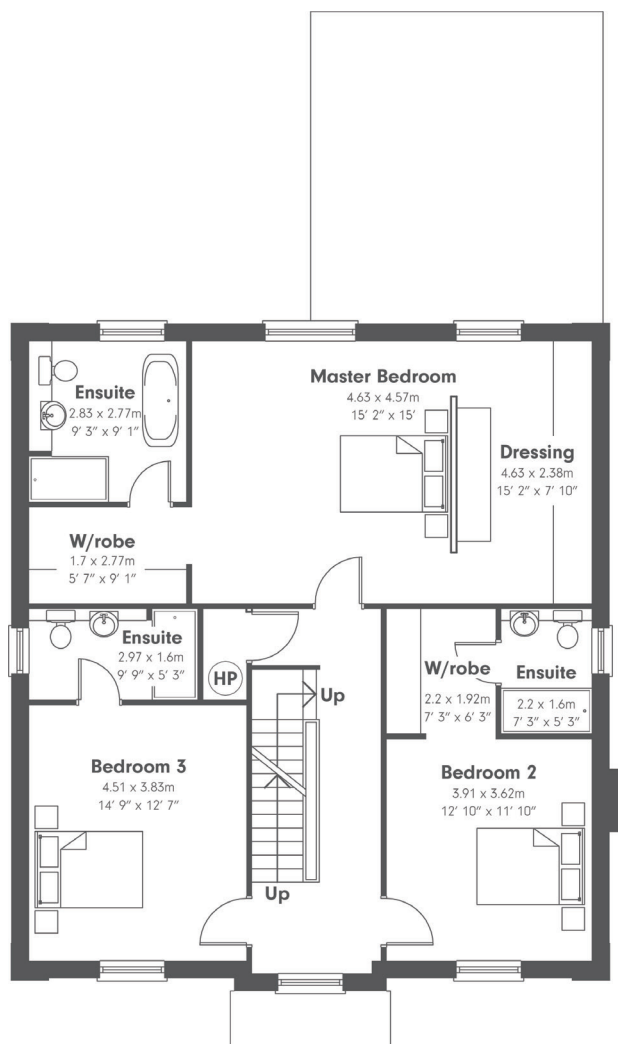 Master Bedroom
4.63 x 4.57m
15' 2" x 15'
Ensuite
2.83 x 2.77m
9' 3" x 9' 1"
Dressing
4.63 x 2.38m
15' 2" x 7' 10"
W/robe
1.7 x 2.77m
5' 7" x 9' 1"
Ensuite
2.97 x 1.6m
9' 9" x 5' 3"
HP
Up
W/robe
2.2 x 1.92m
7' 3" x 6' 3"
Ensuite
2.2 x 1.6m
7' 3" x 5' 3"
Bedroom 3
4.51 x 3.83m
14' 9" x 12' 7"
Bedroom 2
3.91 x 3.62m
12' 10" x 11' 10"
Up